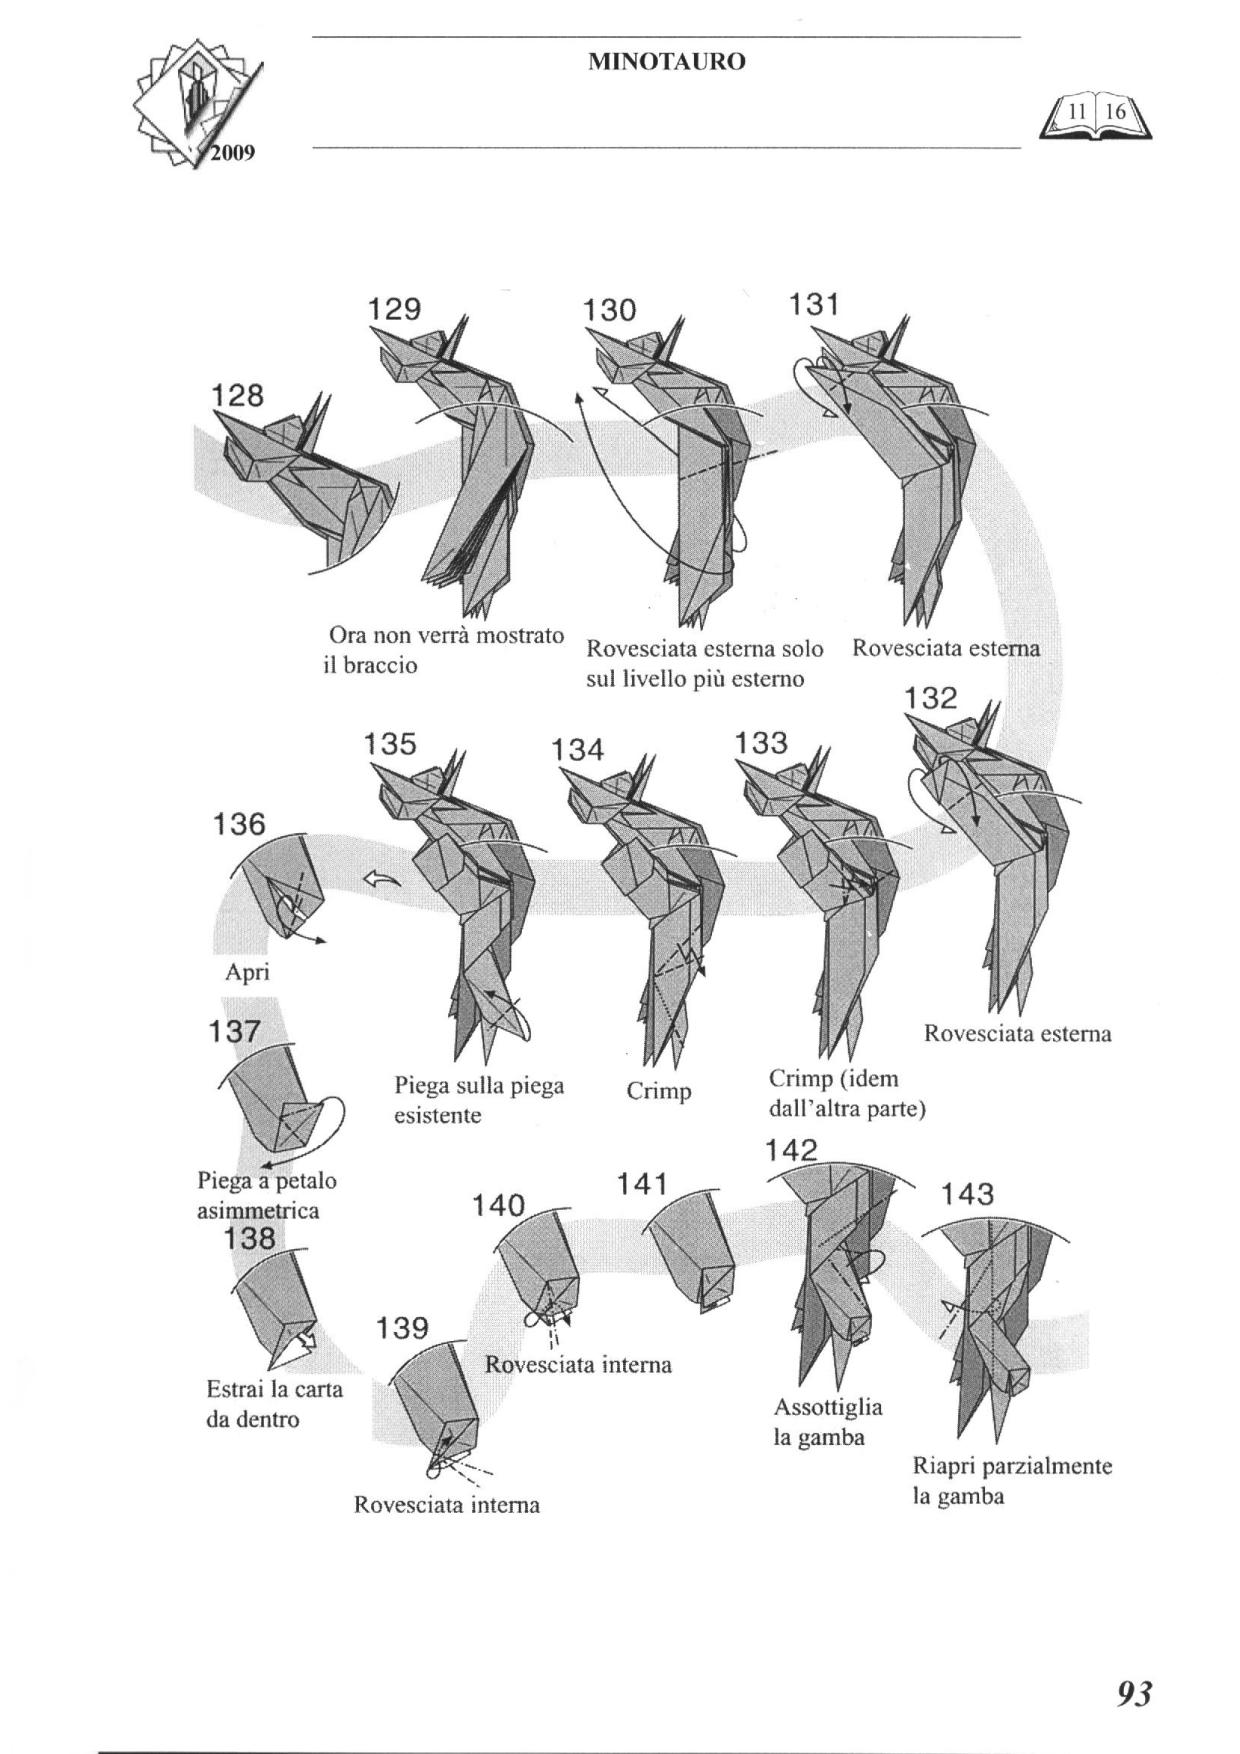 MINOTAURO
2009
11 16
128
129
Ora non verrà mostrato
il braccio
130
Rovesciata esterna solo
sul livello più esterno
131
Rovesciata esterna
132
Rovesciata esterna
133
Crimp (idem
dall'altra parte)
134
Crimp
135
Piega sulla piega
esistente
136
Apri
137
Piega a petalo
asimmetrica
138
Estrai la carta
da dentro
139
Rovesciata interna
140
Rovesciata interna
141
142
Assottiglia
la gamba
143
Riapri parzialmente
la gamba
93